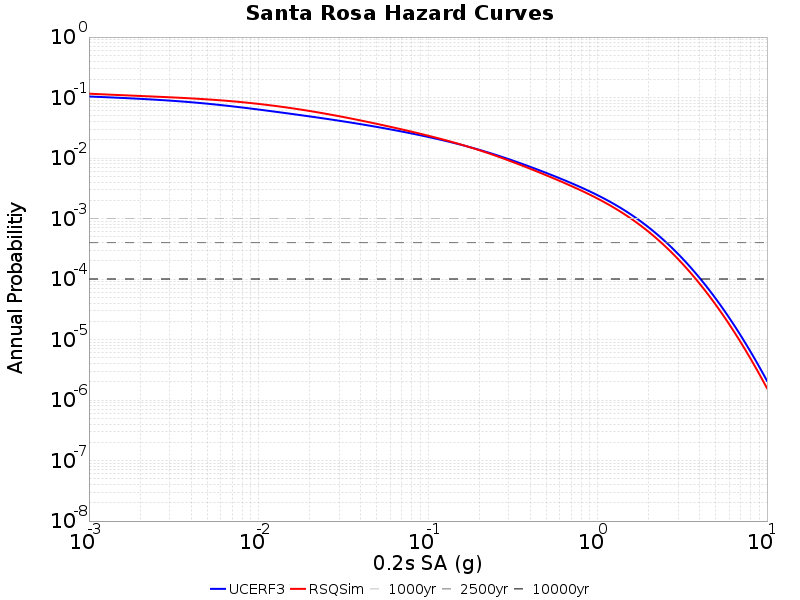 Santa Rosa Hazard Curves
10^0
10^-1
10^-2
10^-3
10^-4
10^-5
10^-6
10^-7
10^-8
Annual Probabilitiy
10^-3 10^-2 10^-1 10^0 10^1
0.2s SA (g)
UCERF3 RSQSim 1000yr 2500yr 10000yr